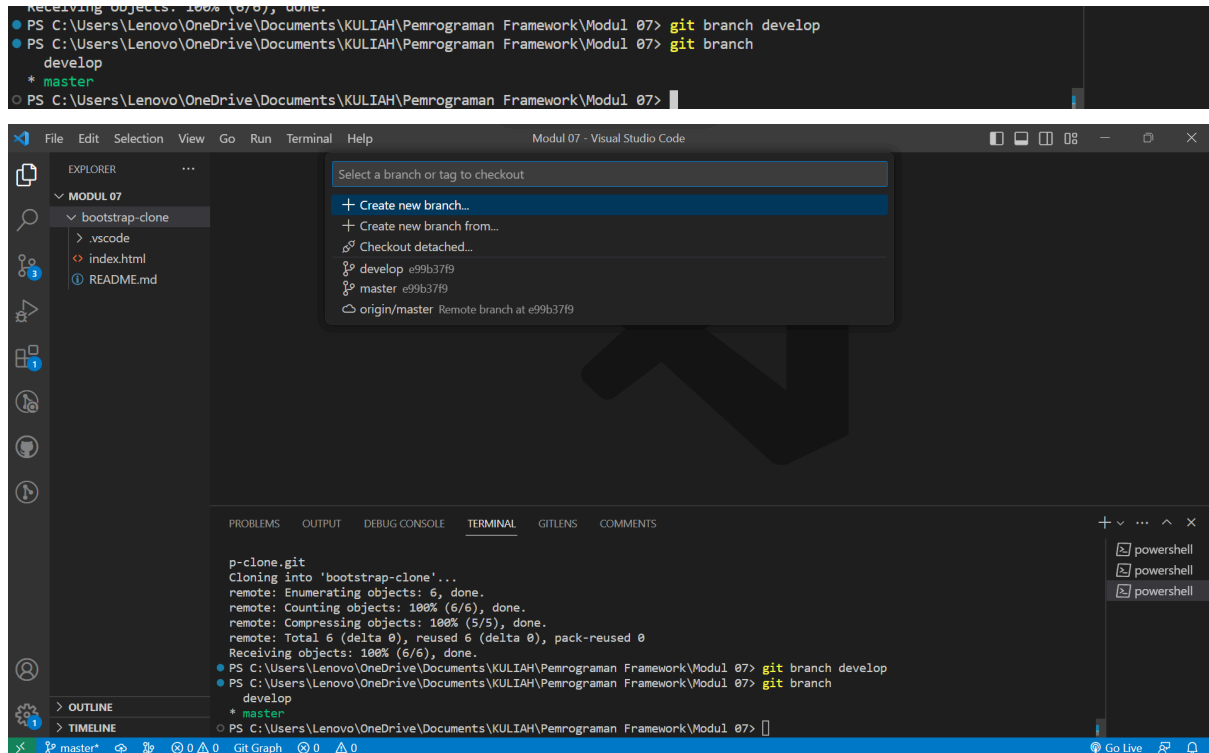 Receiving objects: 100% (6/6), done.
PS C:\Users\Lenovo\OneDrive\Documents\KULIAH\Pemrograman Framework\Modul 07> git branch develop
PS C:\Users\Lenovo\OneDrive\Documents\KULIAH\Pemrograman Framework\Modul 07> git branch
develop
* master
PS C:\Users\Lenovo\OneDrive\Documents\KULIAH\Pemrograman Framework\Modul 07>
File Edit Selection View Go Run Terminal Help Modul 07 - Visual Studio Code
EXPLORER ...
MODUL 07
bootstrap-clone
.vscode
index.html
README.md
3
1
1
Select a branch or tag to checkout
+ Create new branch...
+ Create new branch from...
Checkout detached...
develop e99b37f9
master e99b37f9
origin/master Remote branch at e99b37f9
PROBLEMS OUTPUT DEBUG CONSOLE TERMINAL GITLENS COMMENTS
powershell
powershell
powershell
p-clone.git
Cloning into 'bootstrap-clone'...
remote: Enumerating objects: 6, done.
remote: Counting objects: 100% (6/6), done.
remote: Compressing objects: 100% (5/5), done.
remote: Total 6 (delta 0), reused 6 (delta 0), pack-reused 0
Receiving objects: 100% (6/6), done.
PS C:\Users\Lenovo\OneDrive\Documents\KULIAH\Pemrograman Framework\Modul 07> git branch develop
PS C:\Users\Lenovo\OneDrive\Documents\KULIAH\Pemrograman Framework\Modul 07> git branch
develop
* master
PS C:\Users\Lenovo\OneDrive\Documents\KULIAH\Pemrograman Framework\Modul 07>
OUTLINE
TIMELINE
master* 0 0 Git Graph 0 0 Go Live